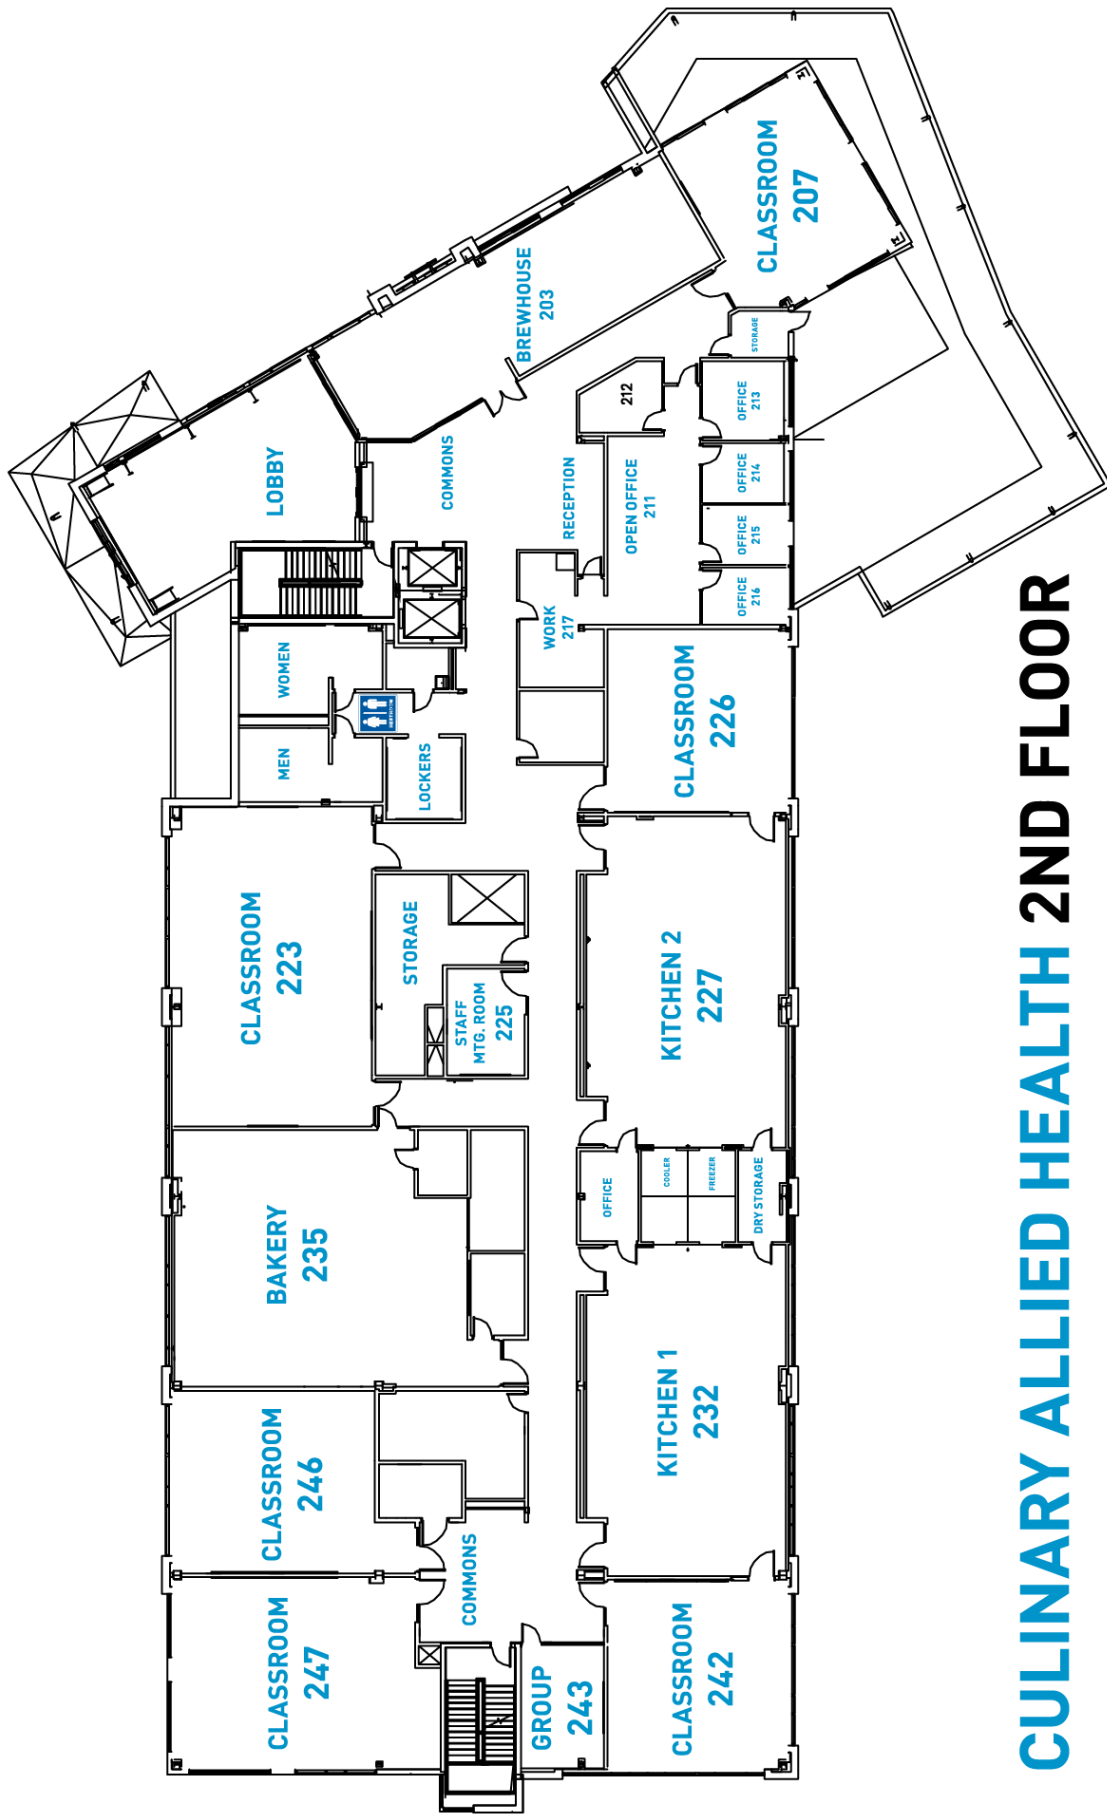 CLASSROOM
247
CLASSROOM
246
BAKERY
235
CLASSROOM
223
MEN
WOMEN
LOBBY
COMMONS
LOCKERS
STORAGE
STAFF
MTG. ROOM
225
COMMONS
BREWHOUSE
203
CLASSROOM
207
GROUP
243
CLASSROOM
242
KITCHEN 1
232
OFFICE
COOLER
FREEZER
DRY STORAGE
KITCHEN 2
227
CLASSROOM
226
WORK
217
RECEPTION
OPEN OFFICE
211
212
OFFICE
216
OFFICE
215
OFFICE
214
OFFICE
213
STORAGE
CULINARY ALLIED HEALTH 2ND FLOOR